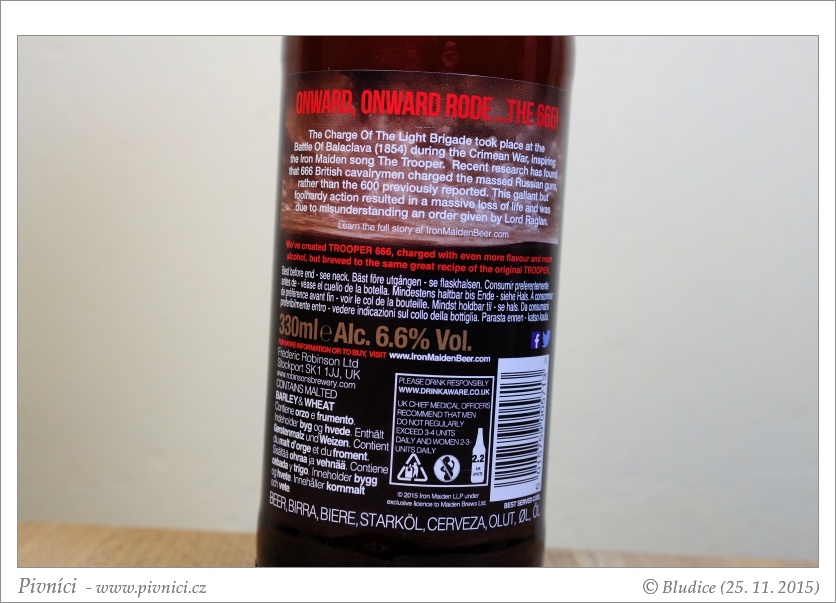 ONWARD, ONWARD RODE...THE 666!
The Charge Of The Light Brigade took place at the
Battle Of Balaclava (1854) during the Crimean War, inspiring
the Iron Maiden song The Trooper. Recent research has found
that 666 British cavalrymen charged the massed Russian guns,
rather than the 600 previously reported. This gallant but
foolhardy action resulted in a massive loss of life and was
due to misunderstanding an order given by Lord Raglan.
Learn the full story at IronMaidenBeer.com
We've created TROOPER 666, charged with even more flavour and more
alcohol, but brewed to the same great recipe of the original TROOPER.
Best before end - see neck. Bäst före utgången - se flaskhalsen. Consumir preferentemente
antes de - véase el cuello de la botella. Mindestens haltbar bis Ende - siehe Hals. A consommer
de préférence avant fin - voir le col de la bouteille. Mindst holdbar til - se hals. Da consumarsi
preferibilmente entro - vedere indicazioni sul collo della bottiglia. Parasta ennen - katso kaula.
330ml e Alc. 6.6% Vol.
FOR MORE INFORMATION OR TO BUY, VISIT www.IronMaidenBeer.com
Frederic Robinson Ltd
Stockport SK1 1JJ, UK
www.robinsonsbrewery.com
CONTAINS MALTED
BARLEY & WHEAT
Contiene orzo e frumento.
Indeholder byg og hvede. Enthält
Gerstenmalz und Weizen. Contient
du malt d'orge et du froment.
Sisältää ohraa ja vehnää. Contiene
cebada y trigo. Inneholder bygg
og hvete. Innehåller kornmalt
och vete.
PLEASE DRINK RESPONSIBLY
WWW.DRINKAWARE.CO.UK
UK CHIEF MEDICAL OFFICERS
RECOMMEND THAT MEN
DO NOT REGULARLY
EXCEED 3-4 UNITS
DAILY AND WOMEN 2-3
UNITS DAILY
2.2
UK UNITS
© 2015 Iron Maiden LLP under
exclusive licence to Maiden Brews Ltd.
BEST SERVED COOL
BEER, BIRRA, BIERE, STARKÖL, CERVEZA, OLUT, ØL, ÖL
Pivníci - www.pivnici.cz
© Bludice (25. 11. 2015)